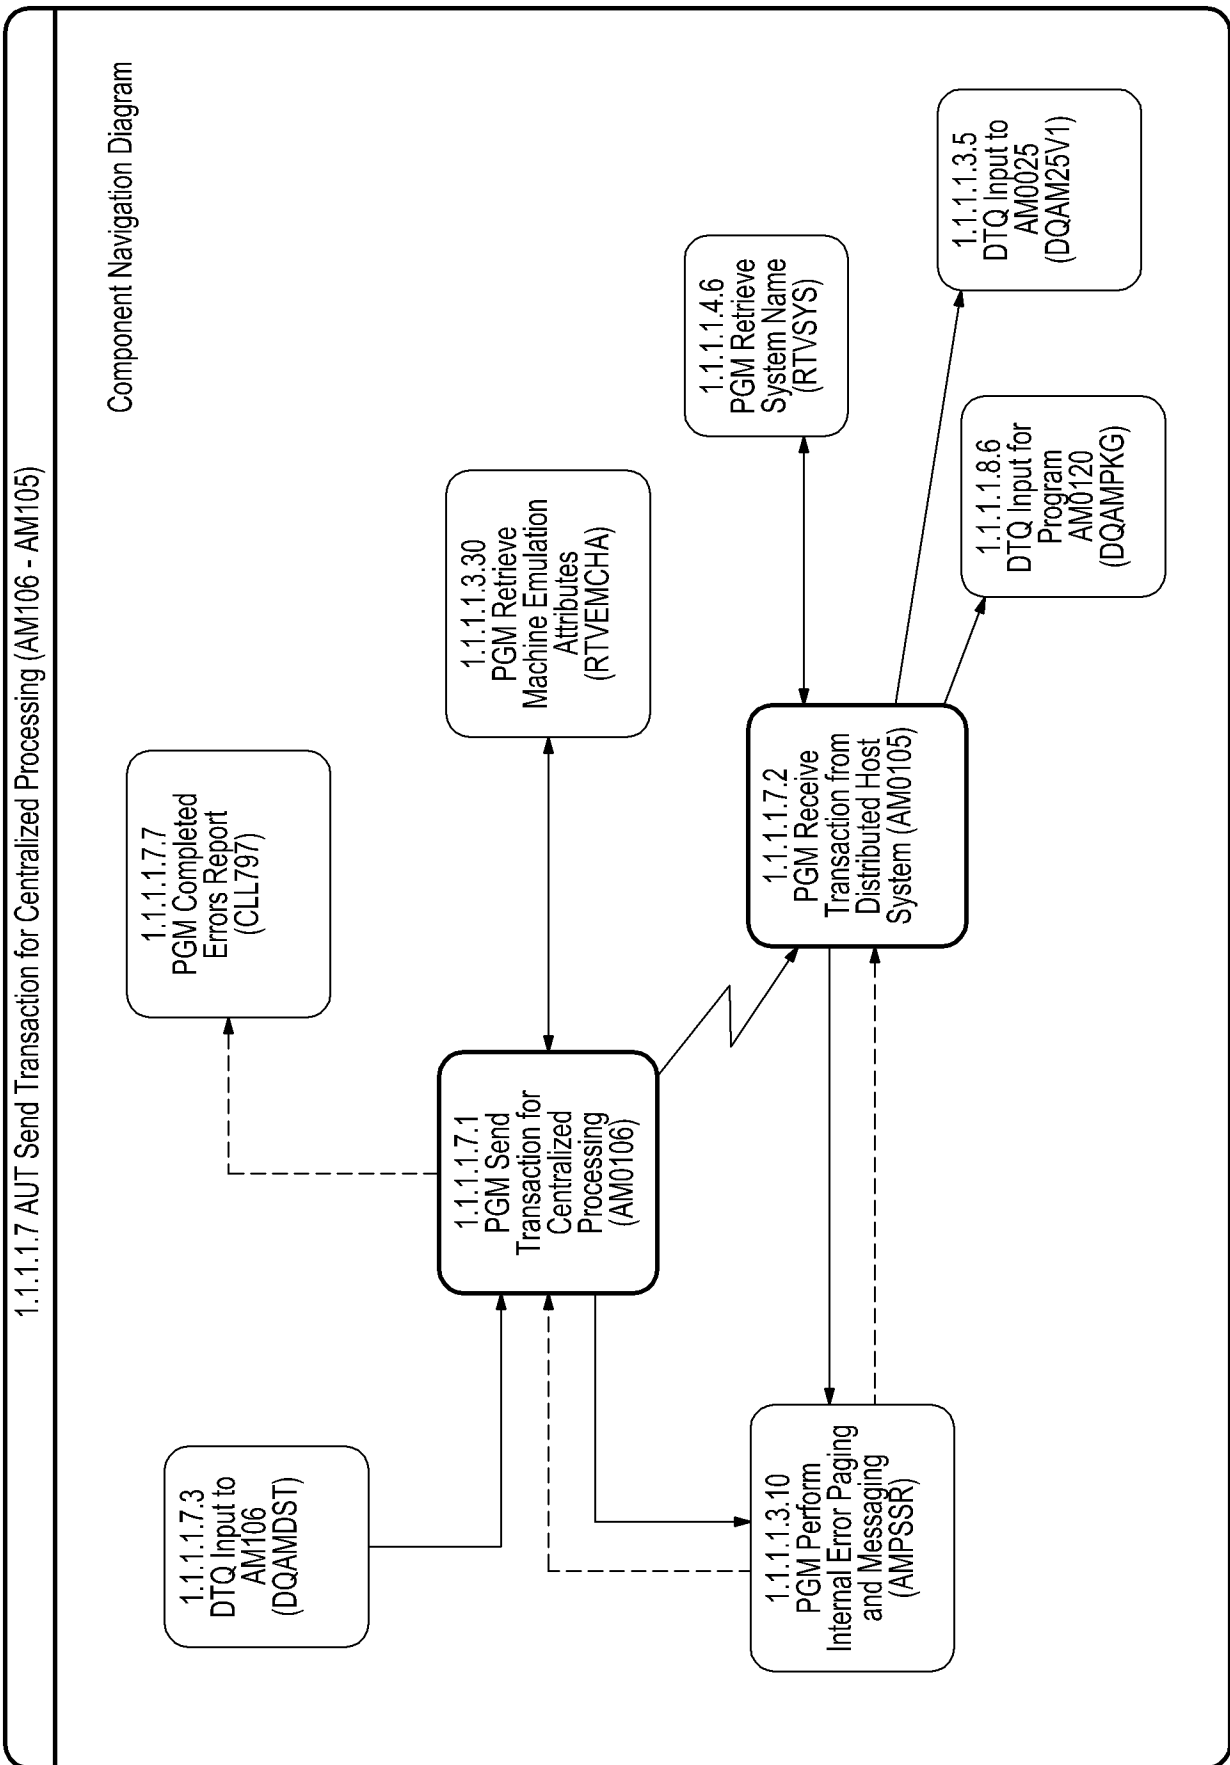 1.1.1.1.7 AUT Send Transaction for Centralized Processing (AM106 - AM105)
Component Navigation Diagram
1.1.1.1.7.7
PGM Completed
Errors Report
(CLL797)
1.1.1.1.7.3
DTQ Input to
AM106
(DQAMDST)
1.1.1.1.7.1
PGM Send
Transaction for
Centralized
Processing
(AM0106)
1.1.1.1.3.30
PGM Retrieve
Machine Emulation
Attributes
(RTVEMCHA)
1.1.1.1.4.6
PGM Retrieve
System Name
(RTVSYS)
1.1.1.1.3.10
PGM Perform
Internal Error Paging
and Messaging
(AMPSSR)
1.1.1.1.7.2
PGM Receive
Transaction from
Distributed Host
System (AM0105)
1.1.1.1.3.5
DTQ Input to
AM0025
(DQAM25V1)
1.1.1.1.8.6
DTQ Input for
Program
AM0120
(DQAMPKG)